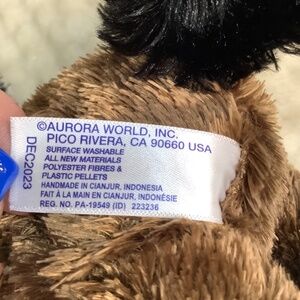 ©AURORA WORLD, INC.
PICO RIVERA, CA 90660 USA
SURFACE WASHABLE
ALL NEW MATERIALS
POLYESTER FIBRES &
PLASTIC PELLETS
HANDMADE IN CIANJUR, INDONESIA
FAIT À LA MAIN EN CIANJUR, INDONÉSIE
REG. NO. PA-19549 (ID) 223236
DEC2023